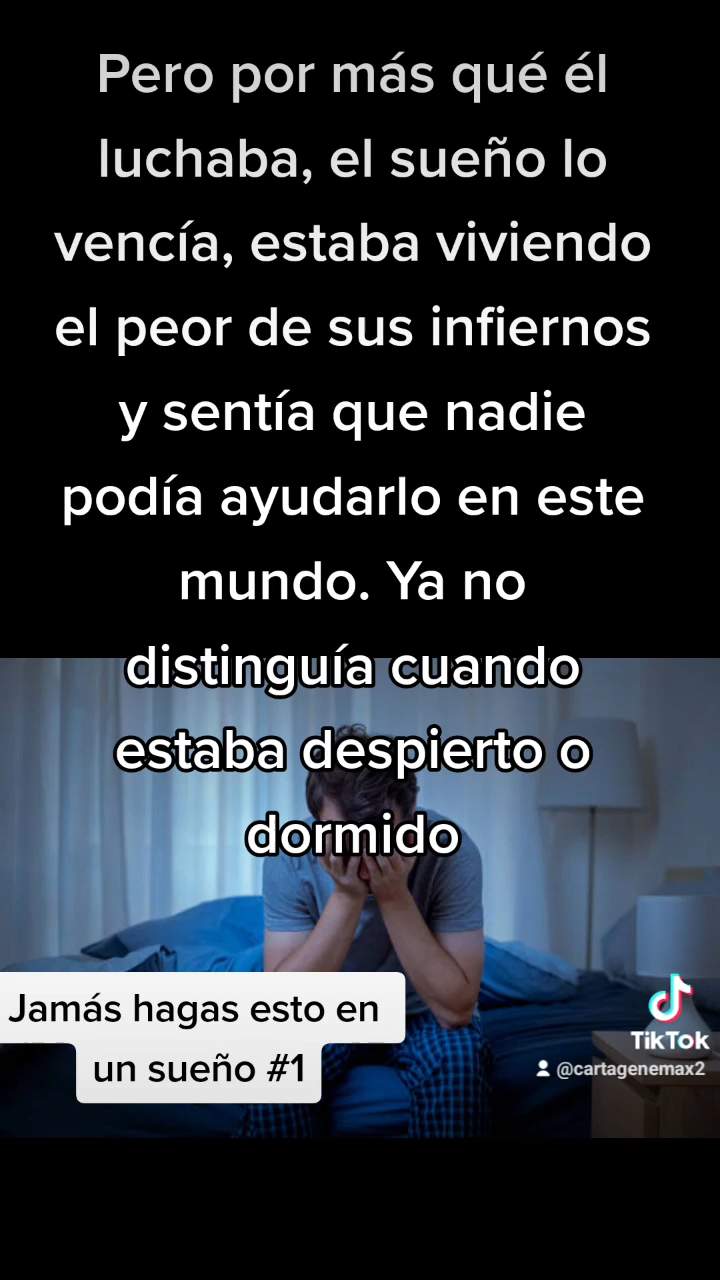 Pero por más qué él
luchaba, el sueño lo
vencía, estaba viviendo
el peor de sus infiernos
y sentía que nadie
podía ayudarlo en este
mundo. Ya no
distinguía cuando
estaba despierto o
dormido
Jamás hagas esto en
un sueño #1
TikTok
@cartagenemax2